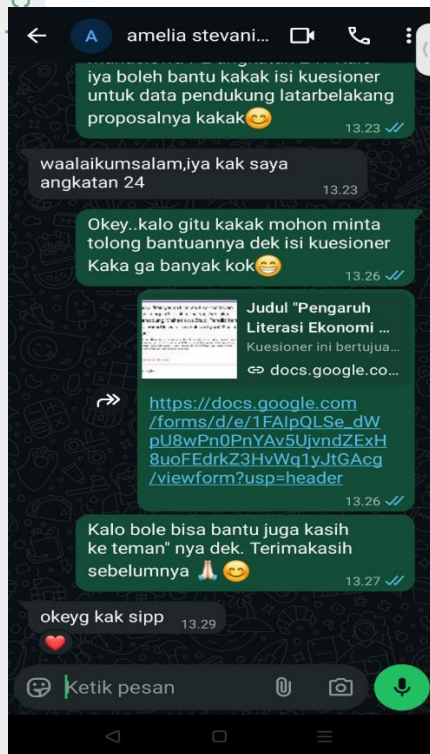 A amelia stevani...
iya boleh bantu kakak isi kuesioner
untuk data pendukung latarbelakang
proposalnya kakak😊
13.23
waalaikumsalam,iya kak saya
angkatan 24
13.23
Okey..kalo gitu kakak mohon minta
tolong bantuannya dek isi kuesioner
Kaka ga banyak kok😁
13.26
Judul "Pengaruh
Literasi Ekonomi ...
Kuesioner ini bertujua...
docs.google.co...
https://docs.google.com
/forms/d/e/1FAIpQLSe_dW
pU8wPn0PnYAv5UjvndZExH
8uoFEdrkZ3HvWq1yJtGAcg
/viewform?usp=header
13.26
Kalo bole bisa bantu juga kasih
ke teman" nya dek. Terimakasih
sebelumnya 🙏🏻 😊
13.27
okeyg kak sipp 13.29
❤️
Ketik pesan